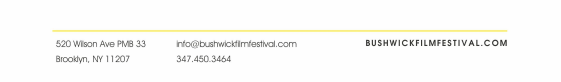 520 Wilson Ave PMB 33 info@bushwickfilmfestival.com BUSHWICKFILMFESTIVAL.COM
Brooklyn, NY 11207 347.450.3464